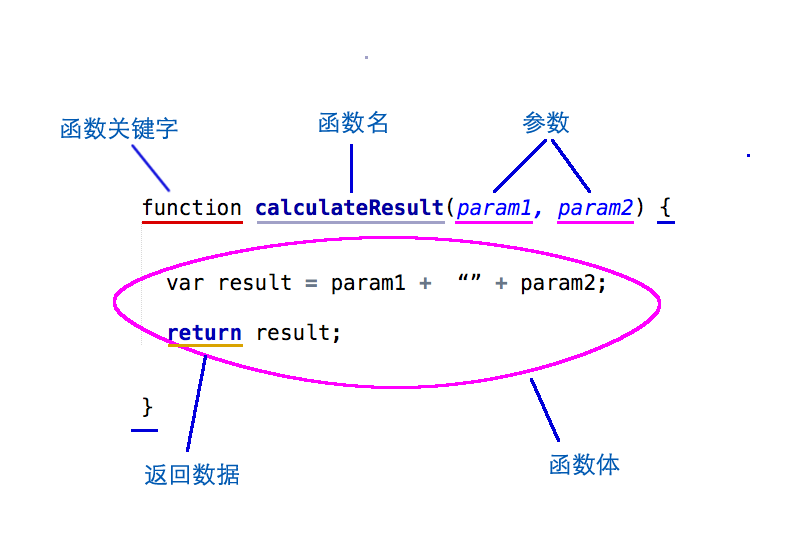 函数关键字 函数名 参数
function calculateResult(param1, param2) {
var result = param1 + “” + param2;
return result;
}
返回数据 函数体